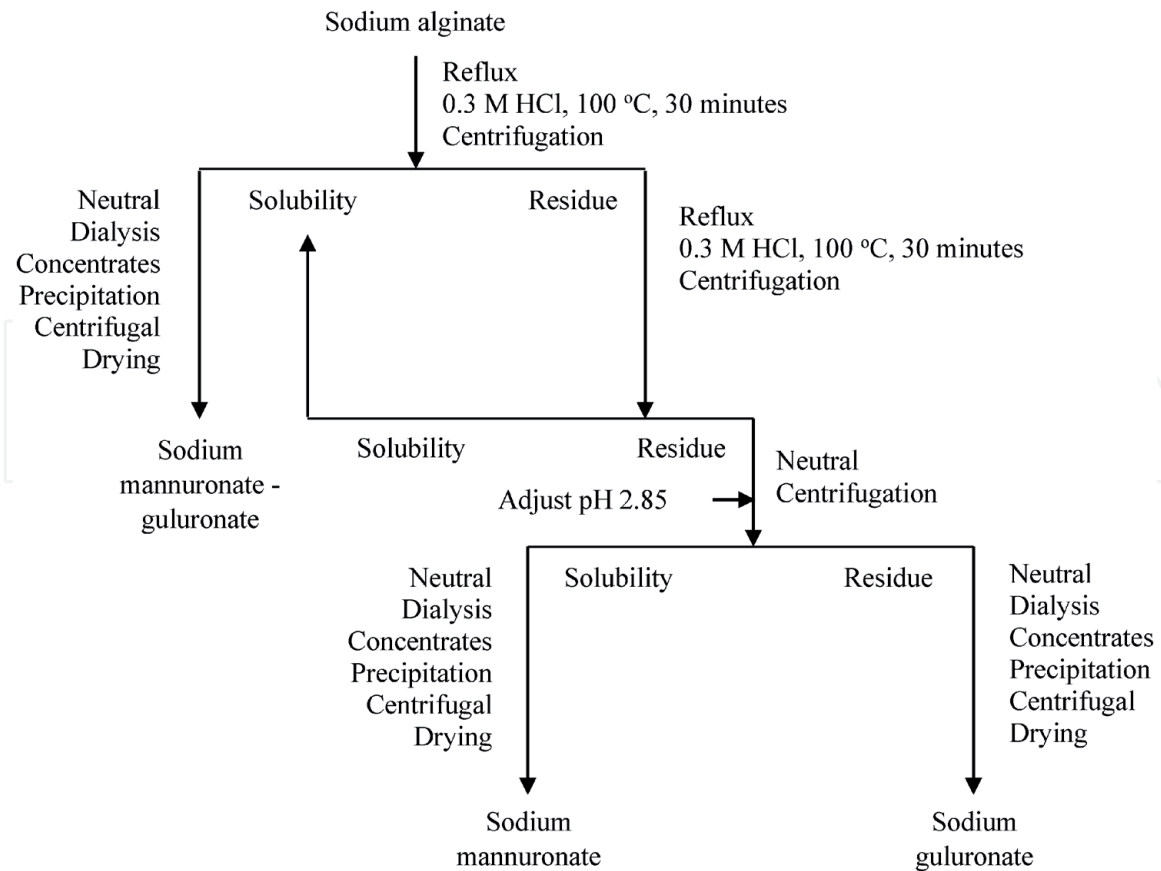 Sodium alginate
Reflux
0.3 M HCl, 100 °C, 30 minutes
Centrifugation
Neutral
Dialysis
Concentrates
Precipitation
Centrifugal
Drying
Solubility
Residue
Reflux
0.3 M HCl, 100 °C, 30 minutes
Centrifugation
Sodium
mannuronate -
guluronate
Solubility
Residue
Neutral
Centrifugation
Adjust pH 2.85
Neutral
Dialysis
Concentrates
Precipitation
Centrifugal
Drying
Solubility
Residue
Neutral
Dialysis
Concentrates
Precipitation
Centrifugal
Drying
Sodium
mannuronate
Sodium
guluronate